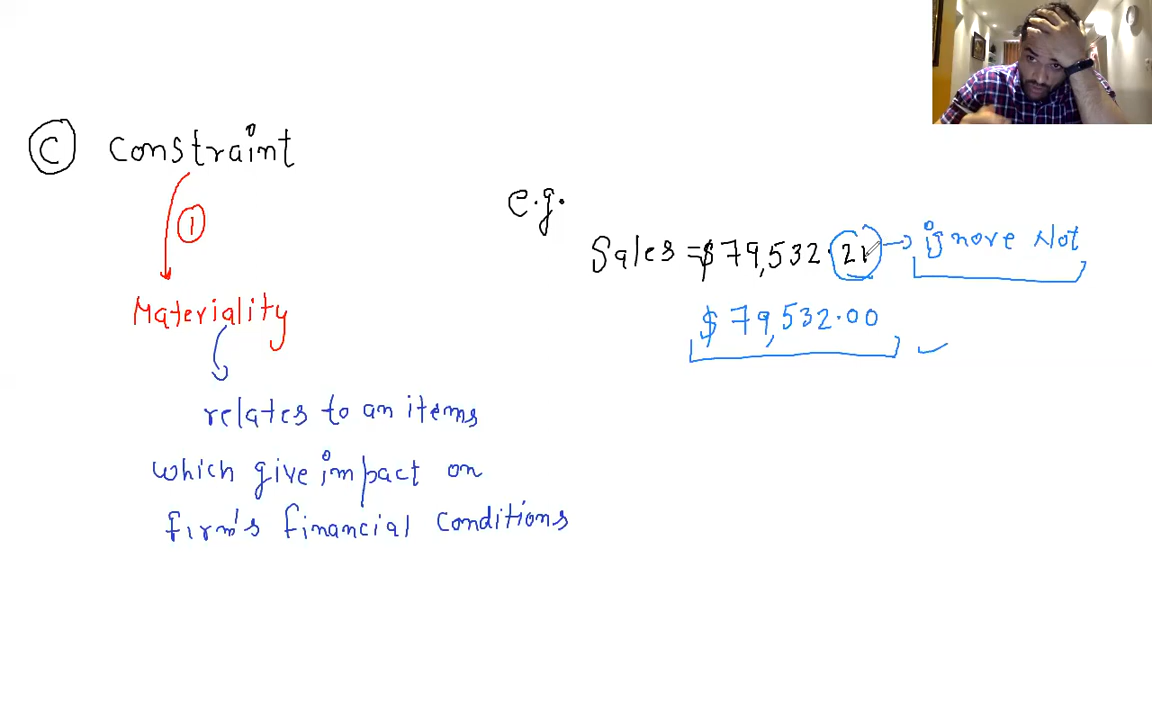 C Constraint
1
Materiality
relates to an items
which give impact on
firm's financial conditions
e.g.
Sales = $79,532.21
ignore Not
$79,532.00